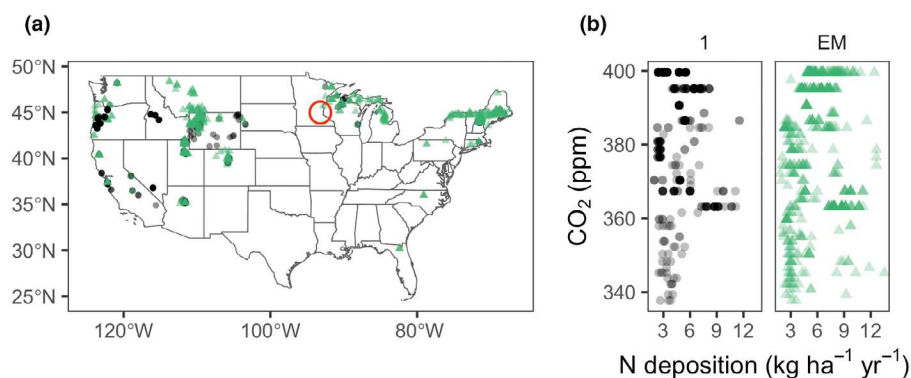 (a)
50°N
45°N
40°N
35°N
30°N
25°N
120°W 100°W 80°W
(b)
1 EM
400
380
360
340
CO₂ (ppm)
3 6 9 12 3 6 9 12
N deposition (kg ha⁻¹ yr⁻¹)